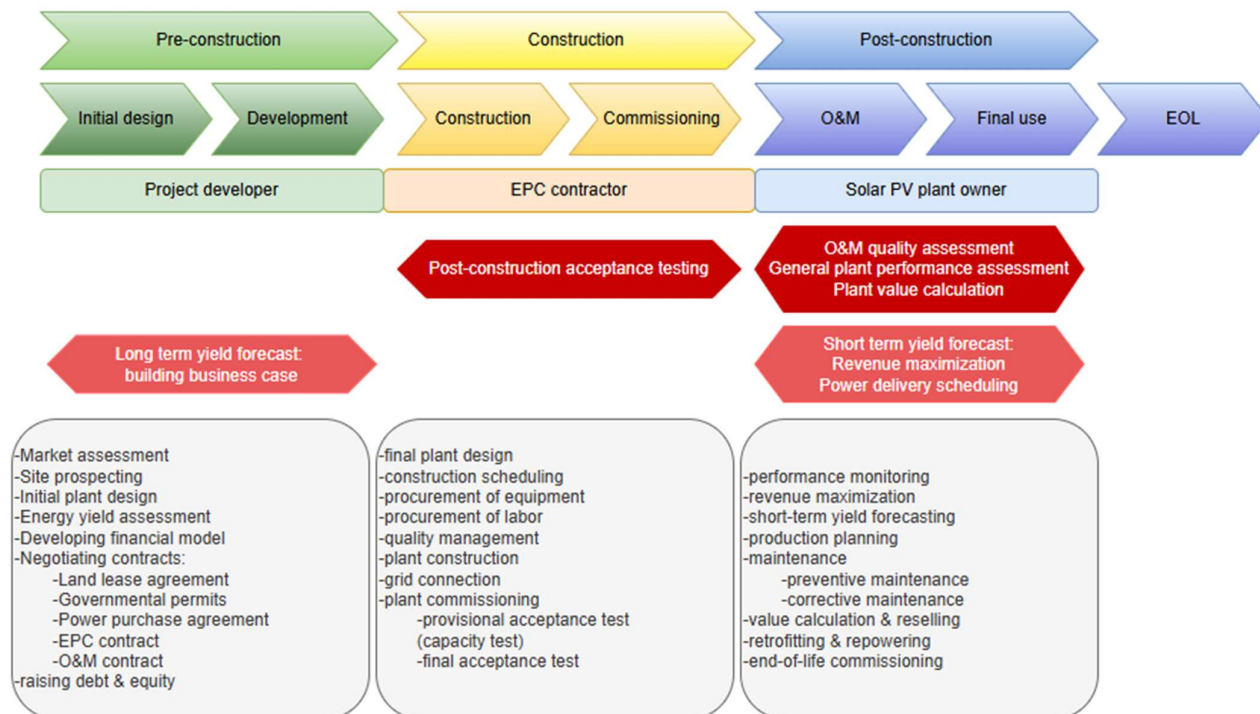 Pre-construction
Construction
Post-construction
Initial design
Development
Construction
Commissioning
O&M
Final use
EOL
Project developer
EPC contractor
Solar PV plant owner
Post-construction acceptance testing
O&M quality assessment
General plant performance assessment
Plant value calculation
Long term yield forecast:
building business case
Short term yield forecast:
Revenue maximization
Power delivery scheduling
-Market assessment
-Site prospecting
-Initial plant design
-Energy yield assessment
-Developing financial model
-Negotiating contracts:
-Land lease agreement
-Governmental permits
-Power purchase agreement
-EPC contract
-O&M contract
-raising debt & equity
-final plant design
-construction scheduling
-procurement of equipment
-procurement of labor
-quality management
-plant construction
-grid connection
-plant commissioning
-provisional acceptance test
(capacity test)
-final acceptance test
-performance monitoring
-revenue maximization
-short-term yield forecasting
-production planning
-maintenance
-preventive maintenance
-corrective maintenance
-value calculation & reselling
-retrofitting & repowering
-end-of-life commissioning